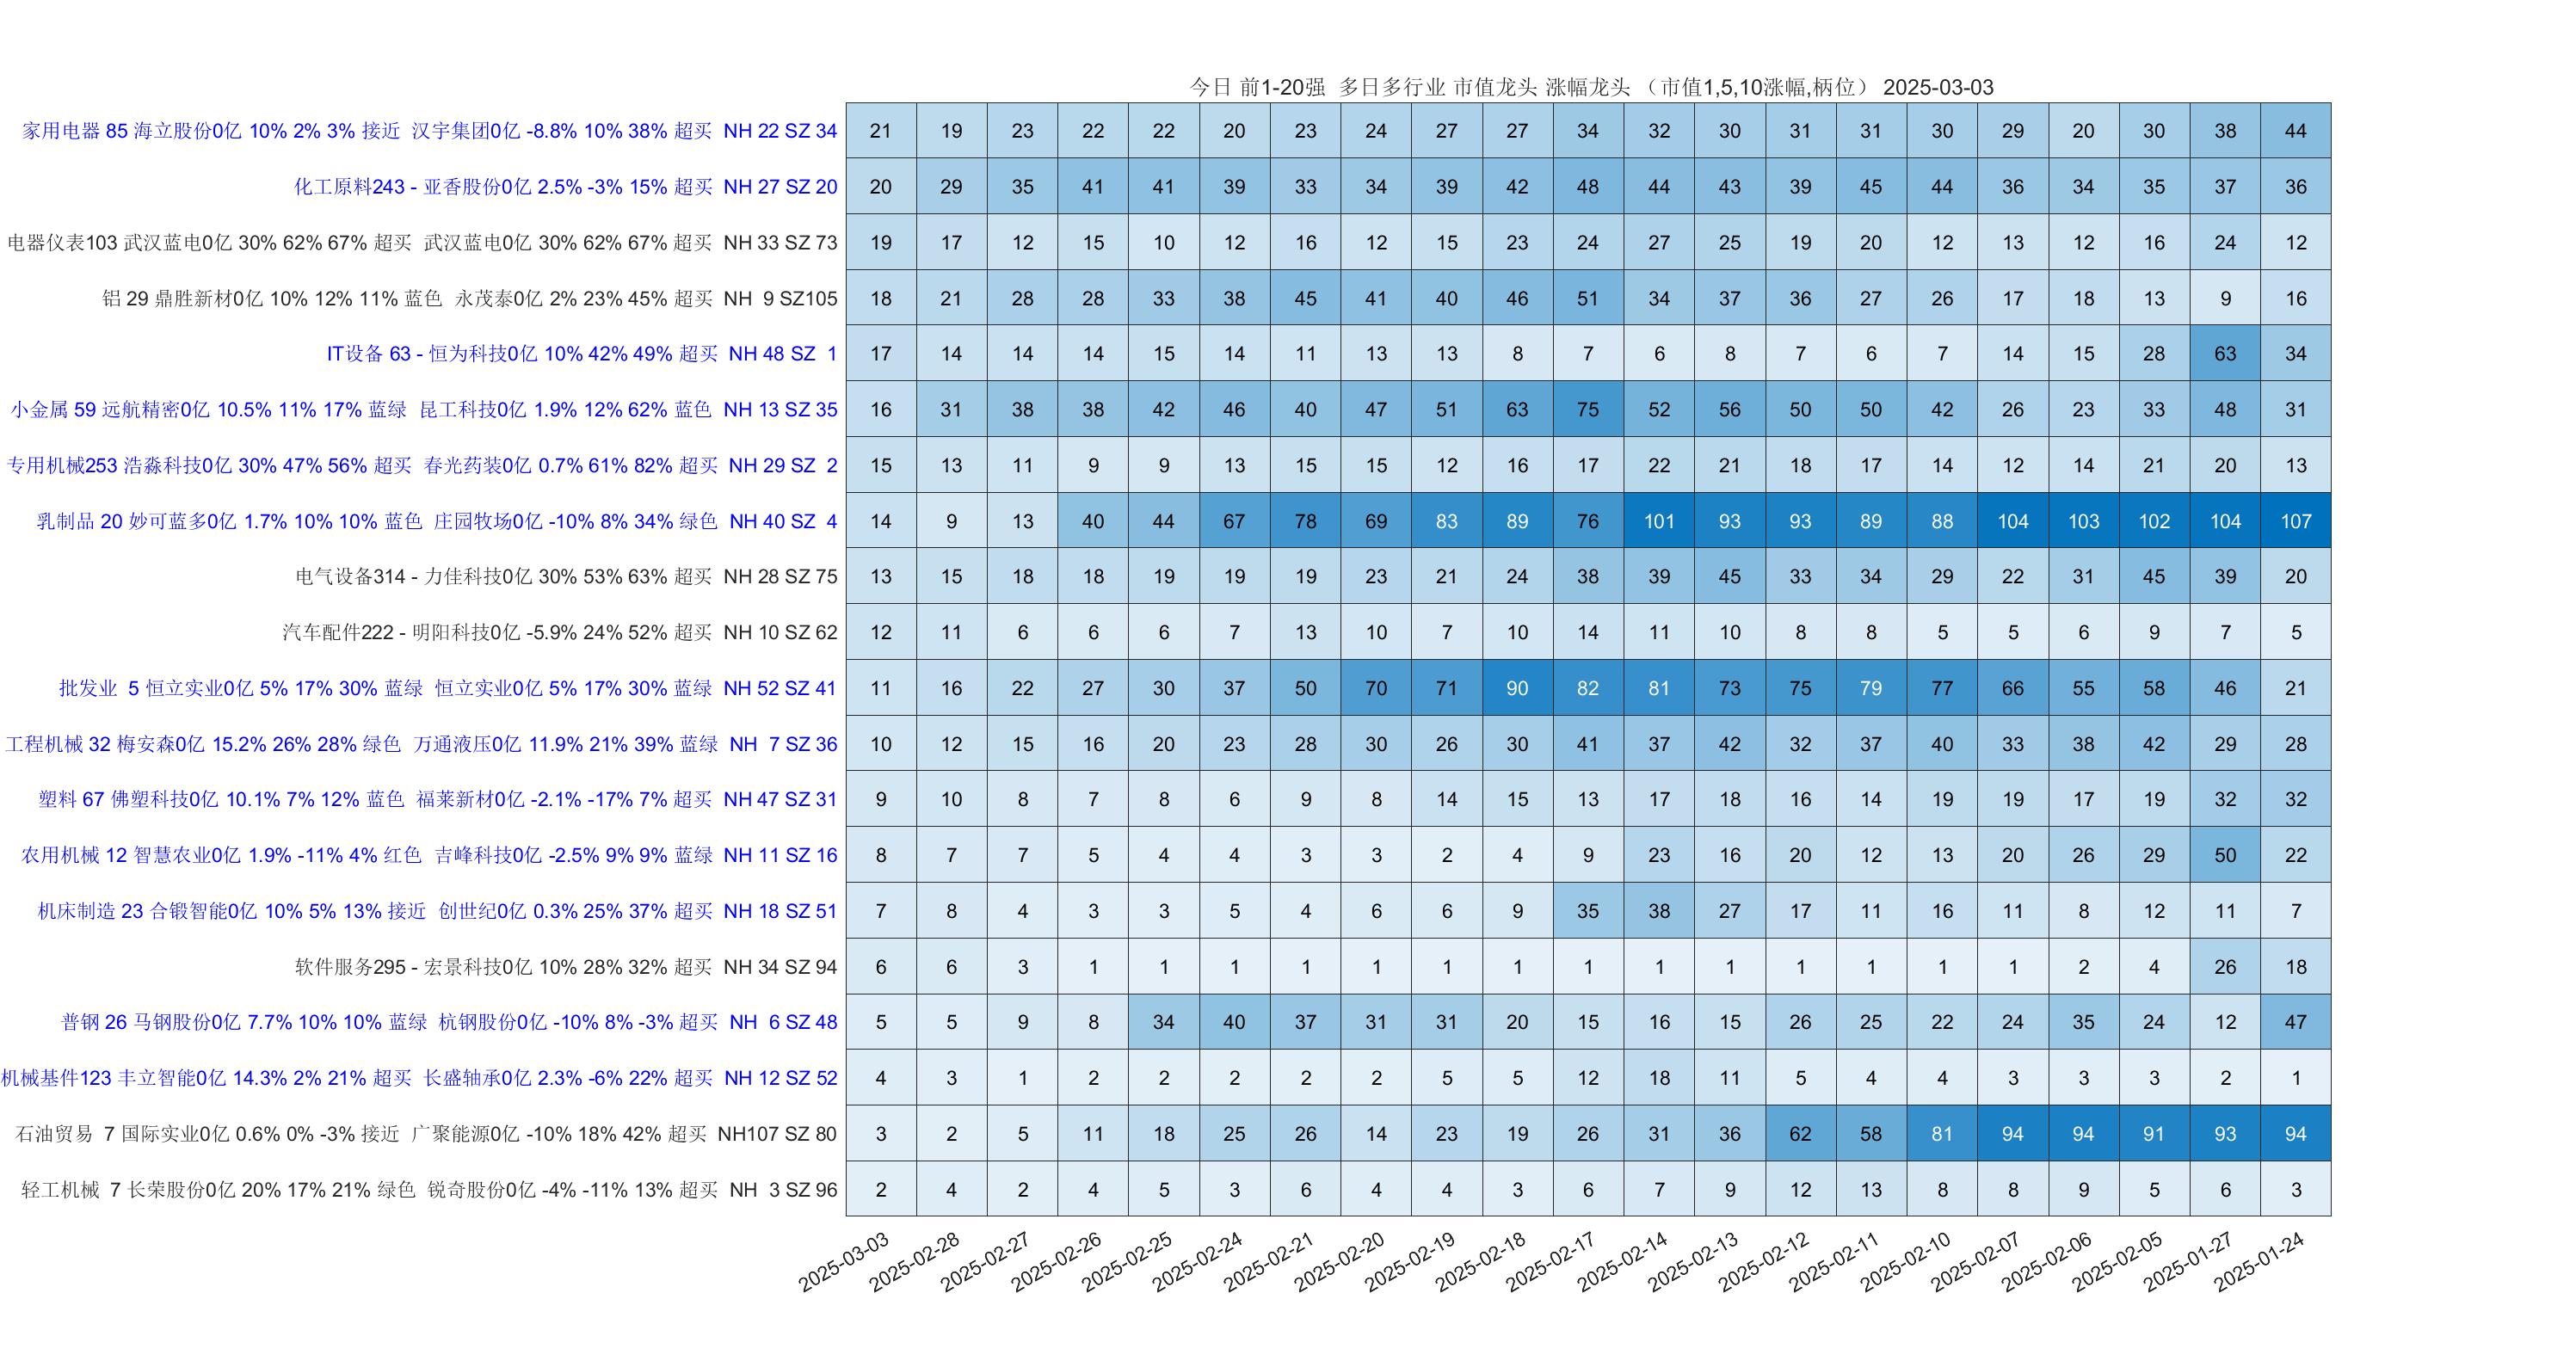 今日 前1-20强 多日多行业 市值龙头 涨幅龙头 （市值1,5,10涨幅,柄位） 2025-03-03
家用电器 85 海立股份0亿 10% 2% 3% 接近 汉宇集团0亿 -8.8% 10% 38% 超买 NH 22 SZ 34 21 19 23 22 22 20 23 24 27 27 34 32 30 31 31 30 29 20 30 38 44
化工原料243 - 亚香股份0亿 2.5% -3% 15% 超买 NH 27 SZ 20 20 29 35 41 41 39 33 34 39 42 48 44 43 39 45 44 36 34 35 37 36
电器仪表103 武汉蓝电0亿 30% 62% 67% 超买 武汉蓝电0亿 30% 62% 67% 超买 NH 33 SZ 73 19 17 12 15 10 12 16 12 15 23 24 27 25 19 20 12 13 12 16 24 12
铝 29 鼎胜新材0亿 10% 12% 11% 蓝色 永茂泰0亿 2% 23% 45% 超买 NH 9 SZ105 18 21 28 28 33 38 45 41 40 46 51 34 37 36 27 26 17 18 13 9 16
IT设备 63 - 恒为科技0亿 10% 42% 49% 超买 NH 48 SZ 1 17 14 14 14 15 14 11 13 13 8 7 6 8 7 6 7 14 15 28 63 34
小金属 59 远航精密0亿 10.5% 11% 17% 蓝绿 昆工科技0亿 1.9% 12% 62% 蓝色 NH 13 SZ 35 16 31 38 38 42 46 40 47 51 63 75 52 56 50 50 42 26 23 33 48 31
专用机械253 浩淼科技0亿 30% 47% 56% 超买 春光药装0亿 0.7% 61% 82% 超买 NH 29 SZ 2 15 13 11 9 9 13 15 15 12 16 17 22 21 18 17 14 12 14 21 20 13
乳制品 20 妙可蓝多0亿 1.7% 10% 10% 蓝色 庄园牧场0亿 -10% 8% 34% 绿色 NH 40 SZ 4 14 9 13 40 44 67 78 69 83 89 76 101 93 93 89 88 104 103 102 104 107
电气设备314 - 力佳科技0亿 30% 53% 63% 超买 NH 28 SZ 75 13 15 18 18 19 19 19 23 21 24 38 39 45 33 34 29 22 31 45 39 20
汽车配件222 - 明阳科技0亿 -5.9% 24% 52% 超买 NH 10 SZ 62 12 11 6 6 6 7 13 10 7 10 14 11 10 8 8 5 5 6 9 7 5
批发业 5 恒立实业0亿 5% 17% 30% 蓝绿 恒立实业0亿 5% 17% 30% 蓝绿 NH 52 SZ 41 11 16 22 27 30 37 50 70 71 90 82 81 73 75 79 77 66 55 58 46 21
工程机械 32 梅安森0亿 15.2% 26% 28% 绿色 万通液压0亿 11.9% 21% 39% 蓝绿 NH 7 SZ 36 10 12 15 16 20 23 28 30 26 30 41 37 42 32 37 40 33 38 42 29 28
塑料 67 佛塑科技0亿 10.1% 7% 12% 蓝色 福莱新材0亿 -2.1% -17% 7% 超买 NH 47 SZ 31 9 10 8 7 8 6 9 8 14 15 13 17 18 16 14 19 19 17 19 32 32
农用机械 12 智慧农业0亿 1.9% -11% 4% 红色 吉峰科技0亿 -2.5% 9% 9% 蓝绿 NH 11 SZ 16 8 7 7 5 4 4 3 3 2 4 9 23 16 20 12 13 20 26 29 50 22
机床制造 23 合锻智能0亿 10% 5% 13% 接近 创世纪0亿 0.3% 25% 37% 超买 NH 18 SZ 51 7 8 4 3 3 5 4 6 6 9 35 38 27 17 11 16 11 8 12 11 7
软件服务295 - 宏景科技0亿 10% 28% 32% 超买 NH 34 SZ 94 6 6 3 1 1 1 1 1 1 1 1 1 1 1 1 1 1 2 4 26 18
普钢 26 马钢股份0亿 7.7% 10% 10% 蓝绿 杭钢股份0亿 -10% 8% -3% 超买 NH 6 SZ 48 5 5 9 8 34 40 37 31 31 20 15 16 15 26 25 22 24 35 24 12 47
机械基件123 丰立智能0亿 14.3% 2% 21% 超买 长盛轴承0亿 2.3% -6% 22% 超买 NH 12 SZ 52 4 3 1 2 2 2 2 2 5 5 12 18 11 5 4 4 3 3 3 2 1
石油贸易 7 国际实业0亿 0.6% 0% -3% 接近 广聚能源0亿 -10% 18% 42% 超买 NH107 SZ 80 3 2 5 11 18 25 26 14 23 19 26 31 36 62 58 81 94 94 91 93 94
轻工机械 7 长荣股份0亿 20% 17% 21% 绿色 锐奇股份0亿 -4% -11% 13% 超买 NH 3 SZ 96 2 4 2 4 5 3 6 4 4 3 6 7 9 12 13 8 8 9 5 6 3
2025-03-03 2025-02-28 2025-02-27 2025-02-26 2025-02-25 2025-02-24 2025-02-21 2025-02-20 2025-02-19 2025-02-18 2025-02-17 2025-02-14 2025-02-13 2025-02-12 2025-02-11 2025-02-10 2025-02-07 2025-02-06 2025-02-05 2025-01-27 2025-01-24